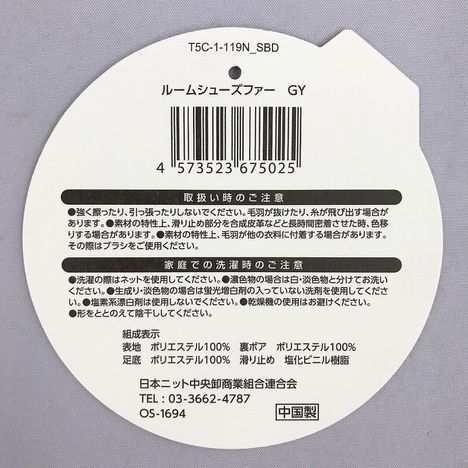 T5C-1-119N_SBD
ルームシューズファー GY
4 573523 675025
取扱い時のご注意
●強く擦ったり、引っ張ったりしないでください。毛羽が抜けたり、糸が飛び出す場合が
あります。●素材の特性上、滑り止め部分を合成皮革などと長時間密着させた時、色移
りする場合があります。●素材の特性上、毛羽が他の衣料に付着する場合があります。
その際はブラシをご使用ください。
家庭での洗濯時のご注意
●洗濯の際はネットを使用してください。●濃色物の場合は白・淡色物と分けてお洗い
ください。●生成り・淡色物の場合は蛍光増白剤の入っていない洗剤を使用してくださ
い。●塩素系漂白剤は使用しないでください。●乾燥機の使用はお避けください。
●形をととのえて陰干ししてください。
組成表示
表地 ポリエステル100% 裏ボア ポリエステル100%
足底 ポリエステル100% 滑り止め 塩化ビニル樹脂
日本ニット中央卸商業組合連合会
TEL : 03-3662-4787
OS-1694
中国製